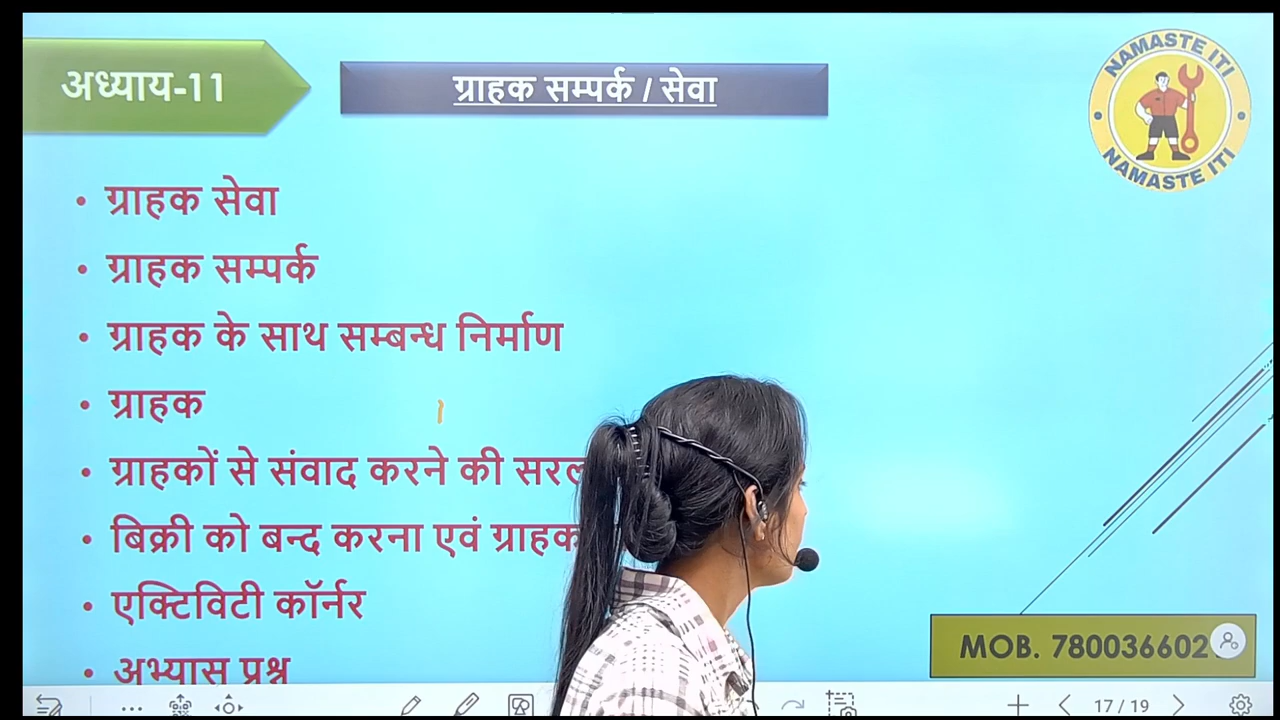 अध्याय-11
ग्राहक सम्पर्क / सेवा
NAMASTE ITI
NAMASTE ITI
• ग्राहक सेवा
• ग्राहक सम्पर्क
• ग्राहक के साथ सम्बन्ध निर्माण
• ग्राहक
• ग्राहकों से संवाद करने की
• बिक्री को बन्द करना एवं ग्राहक
• एक्टिविटी कॉर्नर
• अभ्यास प्रश्न
MOB. 780036602
17 / 19